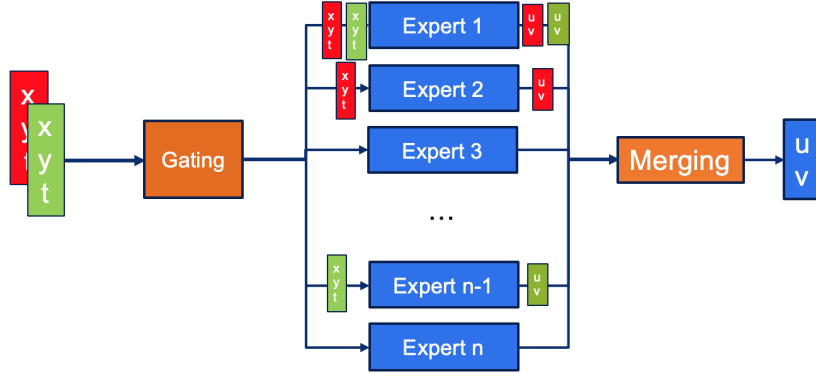 x
y
t
x
y
t
Gating
x
y
t
x
y
t
Expert 1
u
v
u
v
x
y
t
Expert 2
u
v
Expert 3
...
x
y
t
Expert n-1
u
v
Expert n
Merging
u
v